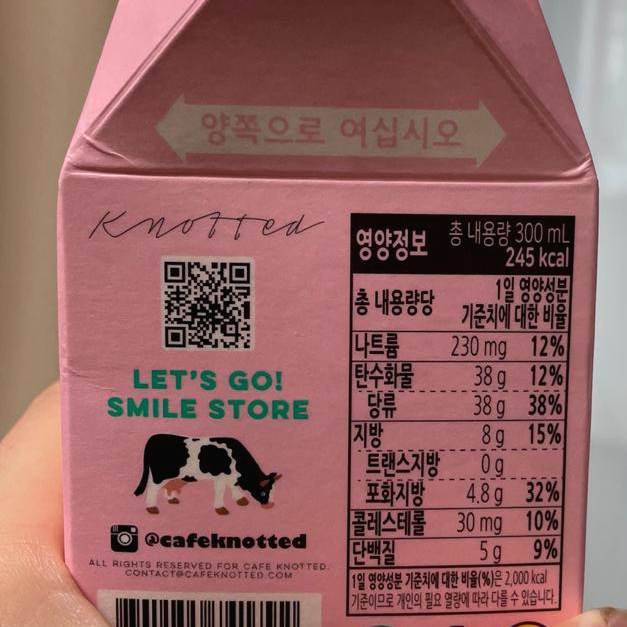 양쪽으로 여십시오
Knotted
LET'S GO!
SMILE STORE
@cafeknotted
ALL RIGHTS RESERVED FOR CAFE KNOTTED.
CONTACT@CAFEKNOTTED.COM
영양정보 총 내용량 300 mL
245 kcal
총 내용량당 1일 영양성분
기준치에 대한 비율
나트륨 230 mg 12%
탄수화물 38 g 12%
당류 38 g 38%
지방 8 g 15%
트랜스지방 0 g
포화지방 4.8 g 32%
콜레스테롤 30 mg 10%
단백질 5 g 9%
1일 영양성분 기준치에 대한 비율(%)은 2,000 kcal
기준이므로 개인의 필요 열량에 따라 다를 수 있습니다.